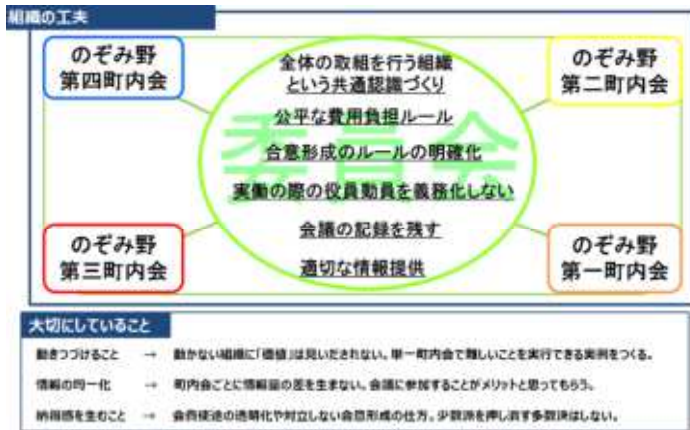 組織の工夫
のぞみ野
第四町内会
のぞみ野
第二町内会
委員会
全体の取組を行う組織
という共通認識づくり
公平な費用負担ルール
合意形成のルールの明確化
実働の際の役員動員を義務化しない
会議の記録を残す
適切な情報提供
のぞみ野
第三町内会
のぞみ野
第一町内会
大切にしていること
動きつづけること → 動かない組織に「価値」は見いだされない。単一町内会で難しいことを実行できる実例をつくる。
情報の均一化 → 町内会ごとに情報量の差を生まない。会議に参加することがメリットと思ってもらう。
納得感を生むこと → 会費使途の透明化や対立しない合意形成の仕方。少数派を押し消す多数決はしない。